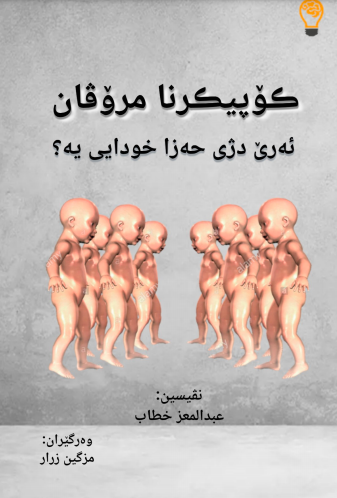 کۆپیکرنا مرۆڤان
ئەرێ دژی حەزا خودایی یە؟
نڤیسین:
عبدالمعز خطاب
وەرگێران:
مزگین زرار